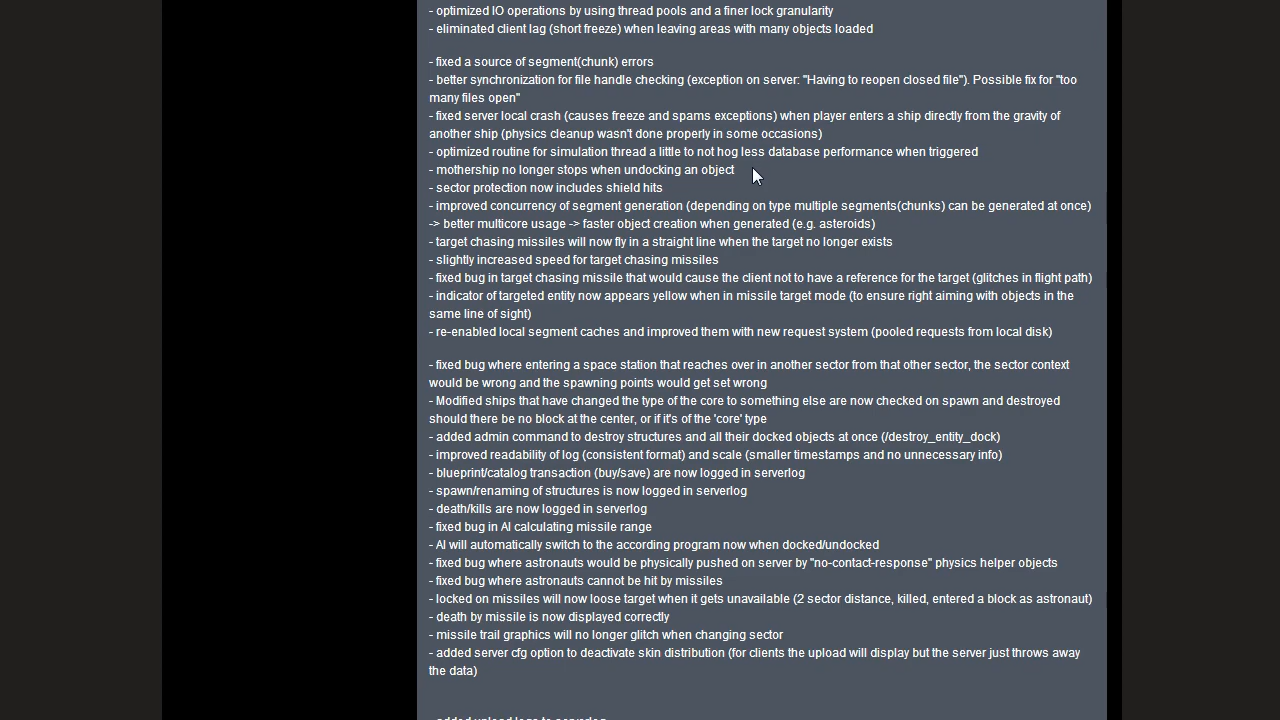 - optimized IO operations by using thread pools and a finer lock granularity
- eliminated client lag (short freeze) when leaving areas with many objects loaded
- fixed a source of segment(chunk) errors
- better synchronization for file handle checking (exception on server: "Having to reopen closed file"). Possible fix for "too
many files open"
- fixed server local crash (causes freeze and spams exceptions) when player enters a ship directly from the gravity of
another ship (physics cleanup wasn't done properly in some occasions)
- optimized routine for simulation thread a little to not hog less database performance when triggered
- mothership no longer stops when undocking an object
- sector protection now includes shield hits
- improved concurrency of segment generation (depending on type multiple segments(chunks) can be generated at once)
-> better multicore usage -> faster object creation when generated (e.g. asteroids)
- target chasing missiles will now fly in a straight line when the target no longer exists
- slightly increased speed for target chasing missiles
- fixed bug in target chasing missile that would cause the client not to have a reference for the target (glitches in flight path)
- indicator of targeted entity now appears yellow when in missile target mode (to ensure right aiming with objects in the
same line of sight)
- re-enabled local segment caches and improved them with new request system (pooled requests from local disk)
- fixed bug where entering a space station that reaches over in another sector from that other sector, the sector context
would be wrong and the spawning points would get set wrong
- Modified ships that have changed the type of the core to something else are now checked on spawn and destroyed
should there be no block at the center, or if it's of the 'core' type
- added admin command to destroy structures and all their docked objects at once (/destroy_entity_dock)
- improved readability of log (consistent format) and scale (smaller timestamps and no unnecessary info)
- blueprint/catalog transaction (buy/save) are now logged in serverlog
- spawn/renaming of structures is now logged in serverlog
- death/kills are now logged in serverlog
- fixed bug in AI calculating missile range
- AI will automatically switch to the according program now when docked/undocked
- fixed bug where astronauts would be physically pushed on server by "no-contact-response" physics helper objects
- fixed bug where astronauts cannot be hit by missiles
- locked on missiles will now loose target when it gets unavailable (2 sector distance, killed, entered a block as astronaut)
- death by missile is now displayed correctly
- missile trail graphics will no longer glitch when changing sector
- added server cfg option to deactivate skin distribution (for clients the upload will display but the server just throws away
the data)
- added upload logs to serverlog